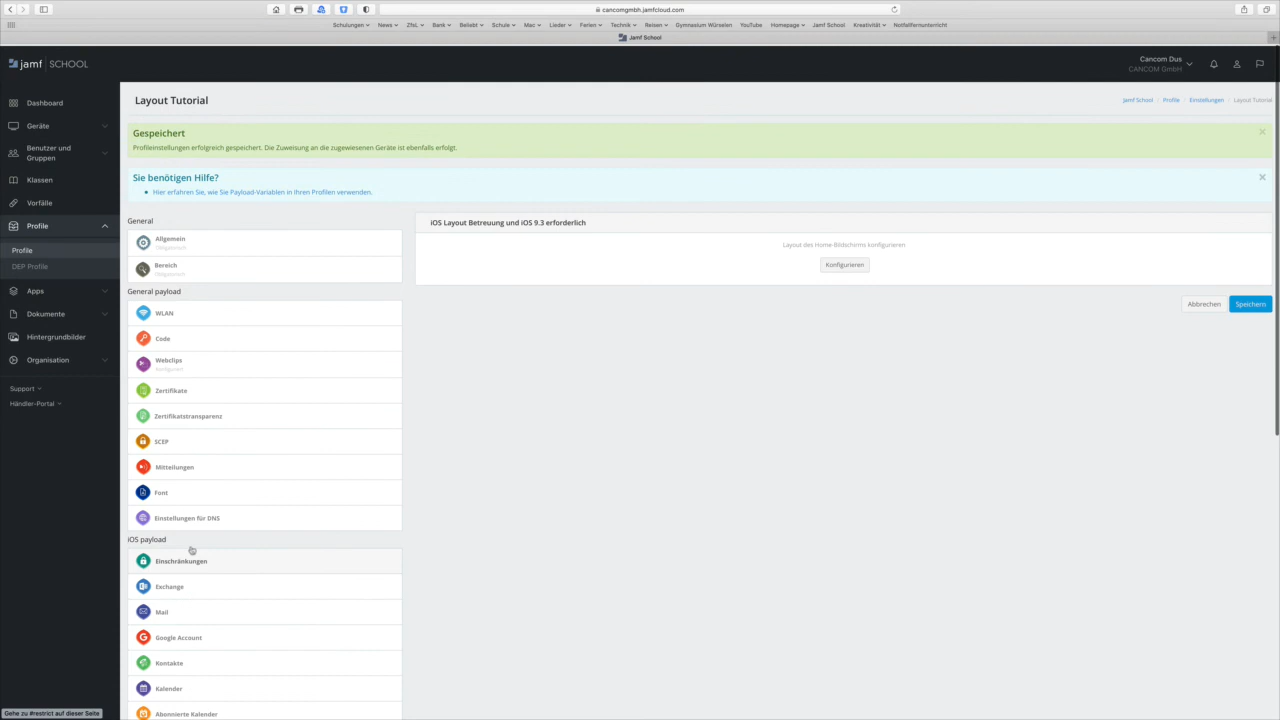 cancomgmbh.jamfcloud.com
Schulungen News ZfsL Bank Beliebt Schule Mac Lieder Ferien Technik Reisen Gymnasium Würselen YouTube Homepage Jamf School Kreativität Notfallfernunterricht
Jamf School
jamf SCHOOL
Cancom Dus
CANCOM GmbH
Dashboard
Geräte
Benutzer und
Gruppen
Klassen
Vorfälle
Profile
Profile
DEP Profile
Apps
Dokumente
Hintergrundbilder
Organisation
Support
Händler-Portal
Layout Tutorial
Jamf School / Profile / Einstellungen / Layout Tutorial
Gespeichert
Profileinstellungen erfolgreich gespeichert. Die Zuweisung an die zugewiesenen Geräte ist ebenfalls erfolgt.
Sie benötigen Hilfe?
Hier erfahren Sie, wie Sie Payload-Variablen in Ihren Profilen verwenden.
General
Allgemein
Obligatorisch
Bereich
Obligatorisch
General payload
WLAN
Code
Webclips
Konfiguriert
Zertifikate
Zertifikatstransparenz
SCEP
Mitteilungen
Font
Einstellungen für DNS
iOS payload
Einschränkungen
Exchange
Mail
Google Account
Kontakte
Kalender
Abonnierte Kalender
iOS Layout Betreuung und iOS 9.3 erforderlich
Layout des Home-Bildschirms konfigurieren
Konfigurieren
Abbrechen
Speichern
Gehe zu #restrict auf dieser Seite